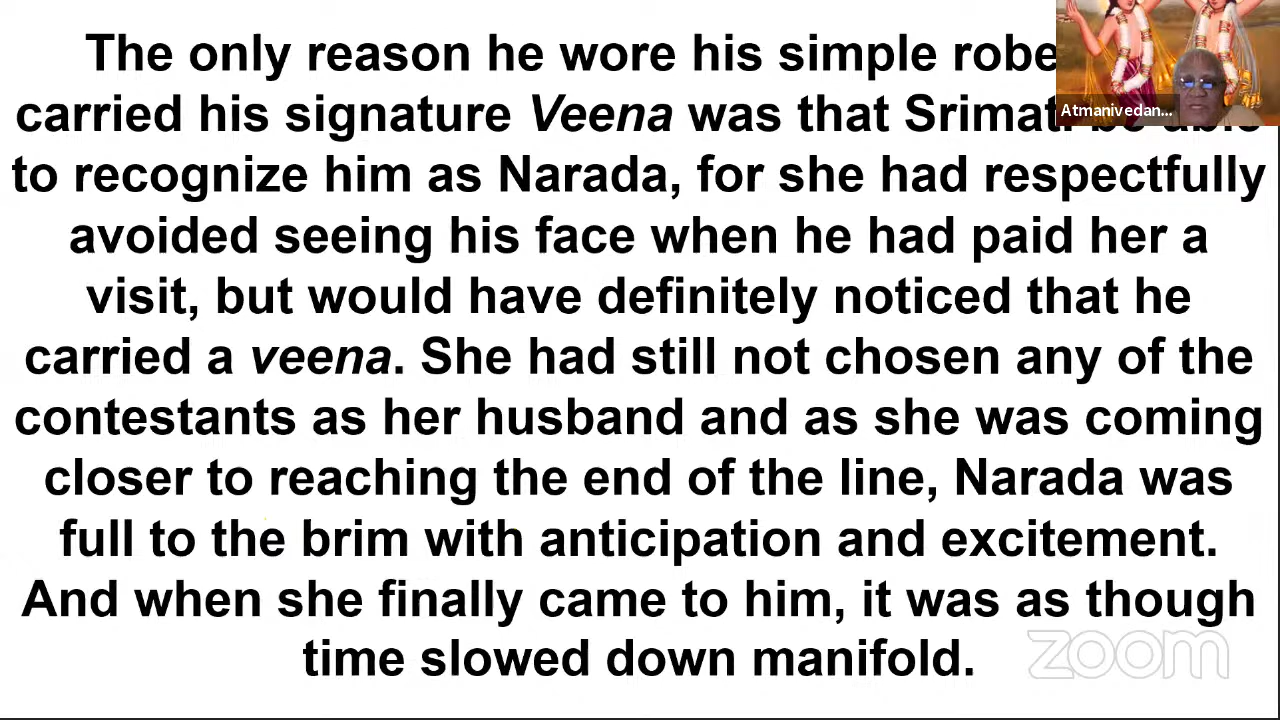 The only reason he wore his simple robe
carried his signature Veena was that Srimati be able
to recognize him as Narada, for she had respectfully
avoided seeing his face when he had paid her a
visit, but would have definitely noticed that he
carried a veena. She had still not chosen any of the
contestants as her husband and as she was coming
closer to reaching the end of the line, Narada was
full to the brim with anticipation and excitement.
And when she finally came to him, it was as though
time slowed down manifold.
Atmanivedan...
zoom